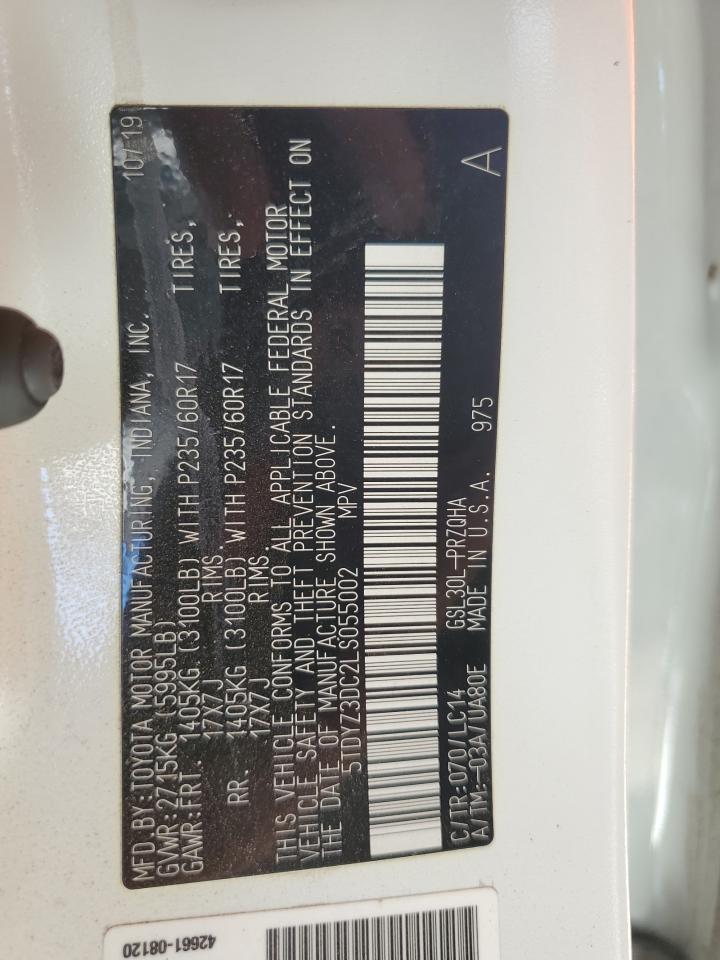 MFD.BY:TOYOTA MOTOR MANUFACTURING, INDIANA, INC. 10/19
GVWR:2715KG (5995LB)
GAWR:FRT. 1405KG (3100LB) WITH P235/60R17 TIRES,
17X7J RIMS.
RR. 1405KG (3100LB) WITH P235/60R17 TIRES,
17X7J RIMS.
THIS VEHICLE CONFORMS TO ALL APPLICABLE FEDERAL MOTOR
VEHICLE SAFETY AND THEFT PREVENTION STANDARDS IN EFFECT ON
THE DATE OF MANUFACTURE SHOWN ABOVE.
5TDYZ3DC2LS055002 MPV
C/TR:070/LC14 GSL30L-PRZQHA
A/TM:-03A/UA80E MADE IN U.S.A. 975 A
42661-08120